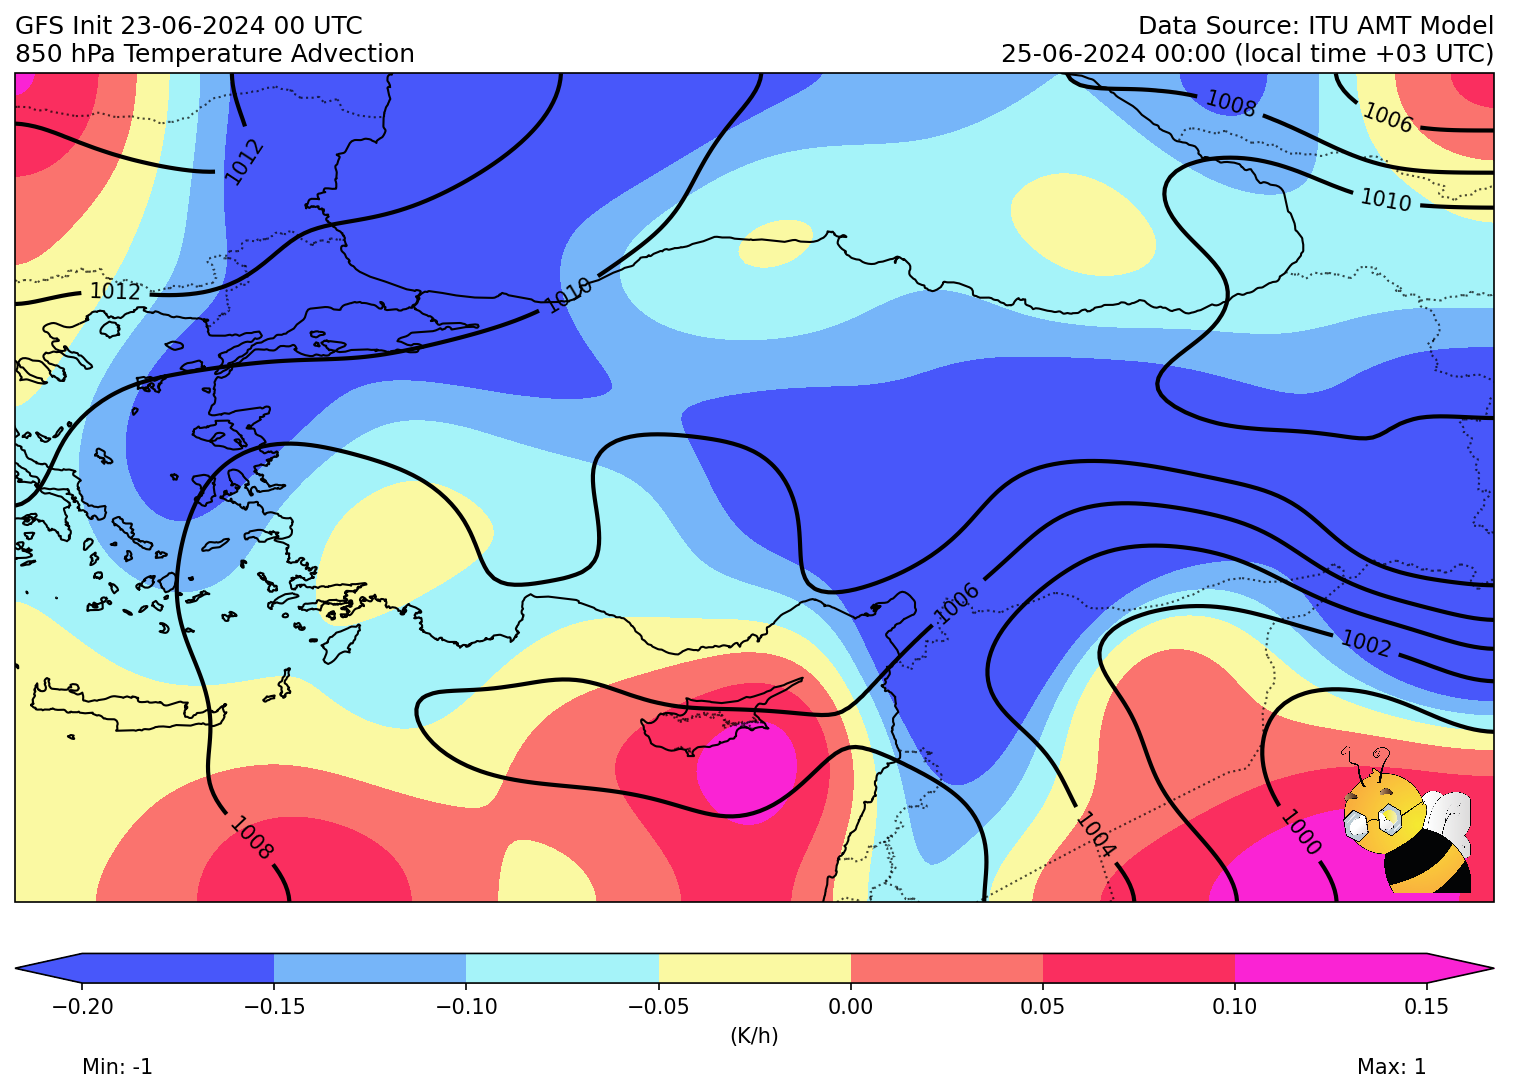 GFS Init 23-06-2024 00 UTC
850 hPa Temperature Advection
Data Source: ITU AMT Model
25-06-2024 00:00 (local time +03 UTC)
1008
1006
1012
1010
1012
1010
1006
1002
1008
1004
1000
−0.20
−0.15
−0.10
−0.05
0.00
0.05
0.10
0.15
(K/h)
Min: -1
Max: 1